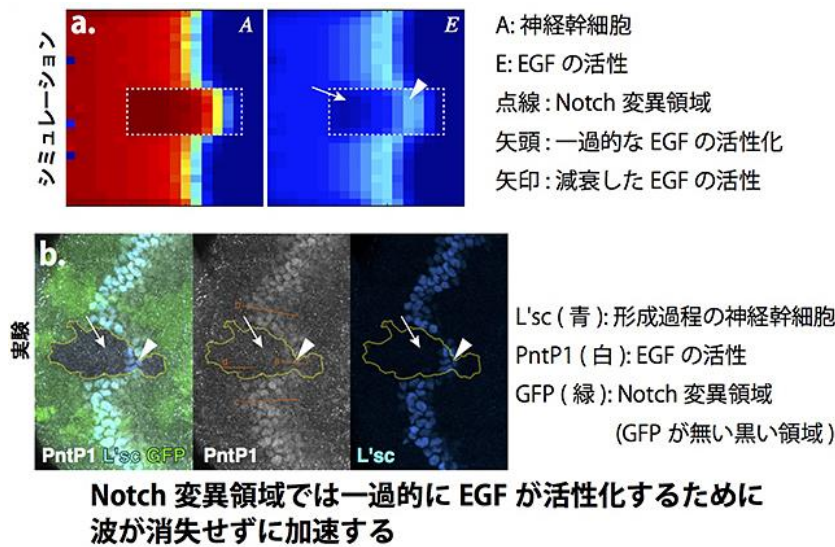 a.
A
E
シミュレーション
A: 神経幹細胞
E: EGF の活性
点線 : Notch 変異領域
矢頭 : 一過的な EGF の活性化
矢印 : 減衰した EGF の活性
b.
実験
PntP1 L'sc GFP
PntP1
L'sc
L'sc ( 青 ): 形成過程の神経幹細胞
PntP1 ( 白 ): EGF の活性
GFP ( 緑 ): Notch 変異領域
(GFP が無い黒い領域 )
Notch 変異領域では一過的に EGF が活性化するために
波が消失せずに加速する